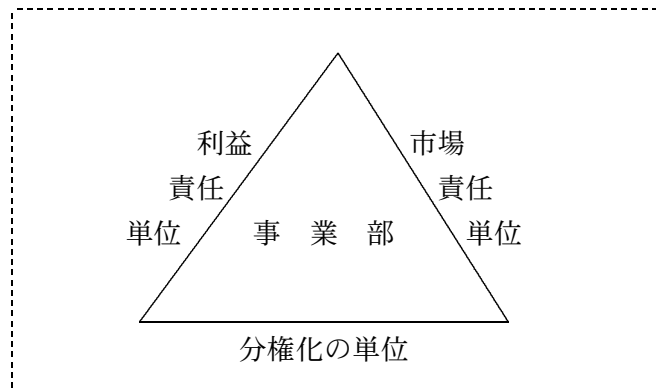 利益 市場
責任 責任
単位 事業部 単位
分権化の単位